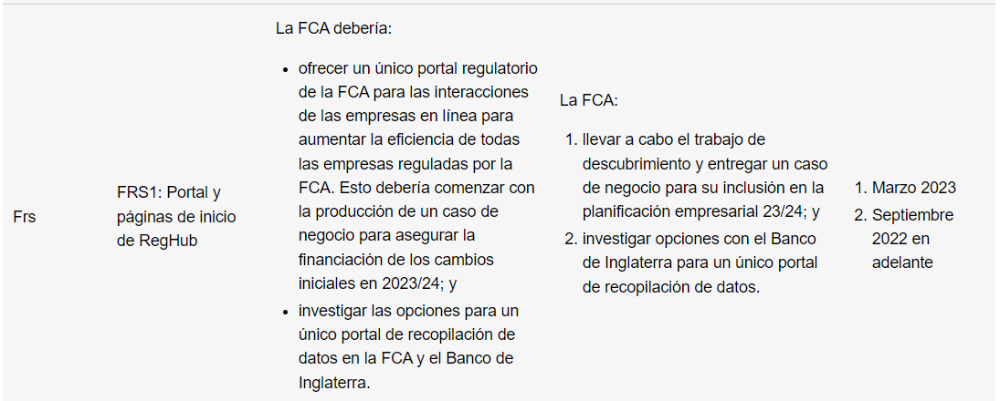 Frs
FRS1: Portal y
páginas de inicio
de RegHub
La FCA debería:
• ofrecer un único portal regulatorio
de la FCA para las interacciones
de las empresas en línea para
aumentar la eficiencia de todas
las empresas reguladas por la
FCA. Esto debería comenzar con
la producción de un caso de
negocio para asegurar la
financiación de los cambios
iniciales en 2023/24; y
• investigar las opciones para un
único portal de recopilación de
datos en la FCA y el Banco de
Inglaterra.
La FCA:
1. llevar a cabo el trabajo de
descubrimiento y entregar un caso
de negocio para su inclusión en la
planificación empresarial 23/24; y
2. investigar opciones con el Banco
de Inglaterra para un único portal
de recopilación de datos.
1. Marzo 2023
2. Septiembre
2022 en
adelante